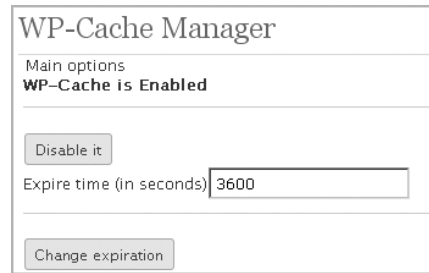 WP-Cache Manager
Main options
WP-Cache is Enabled
Disable it
Expire time (in seconds) 3600
Change expiration